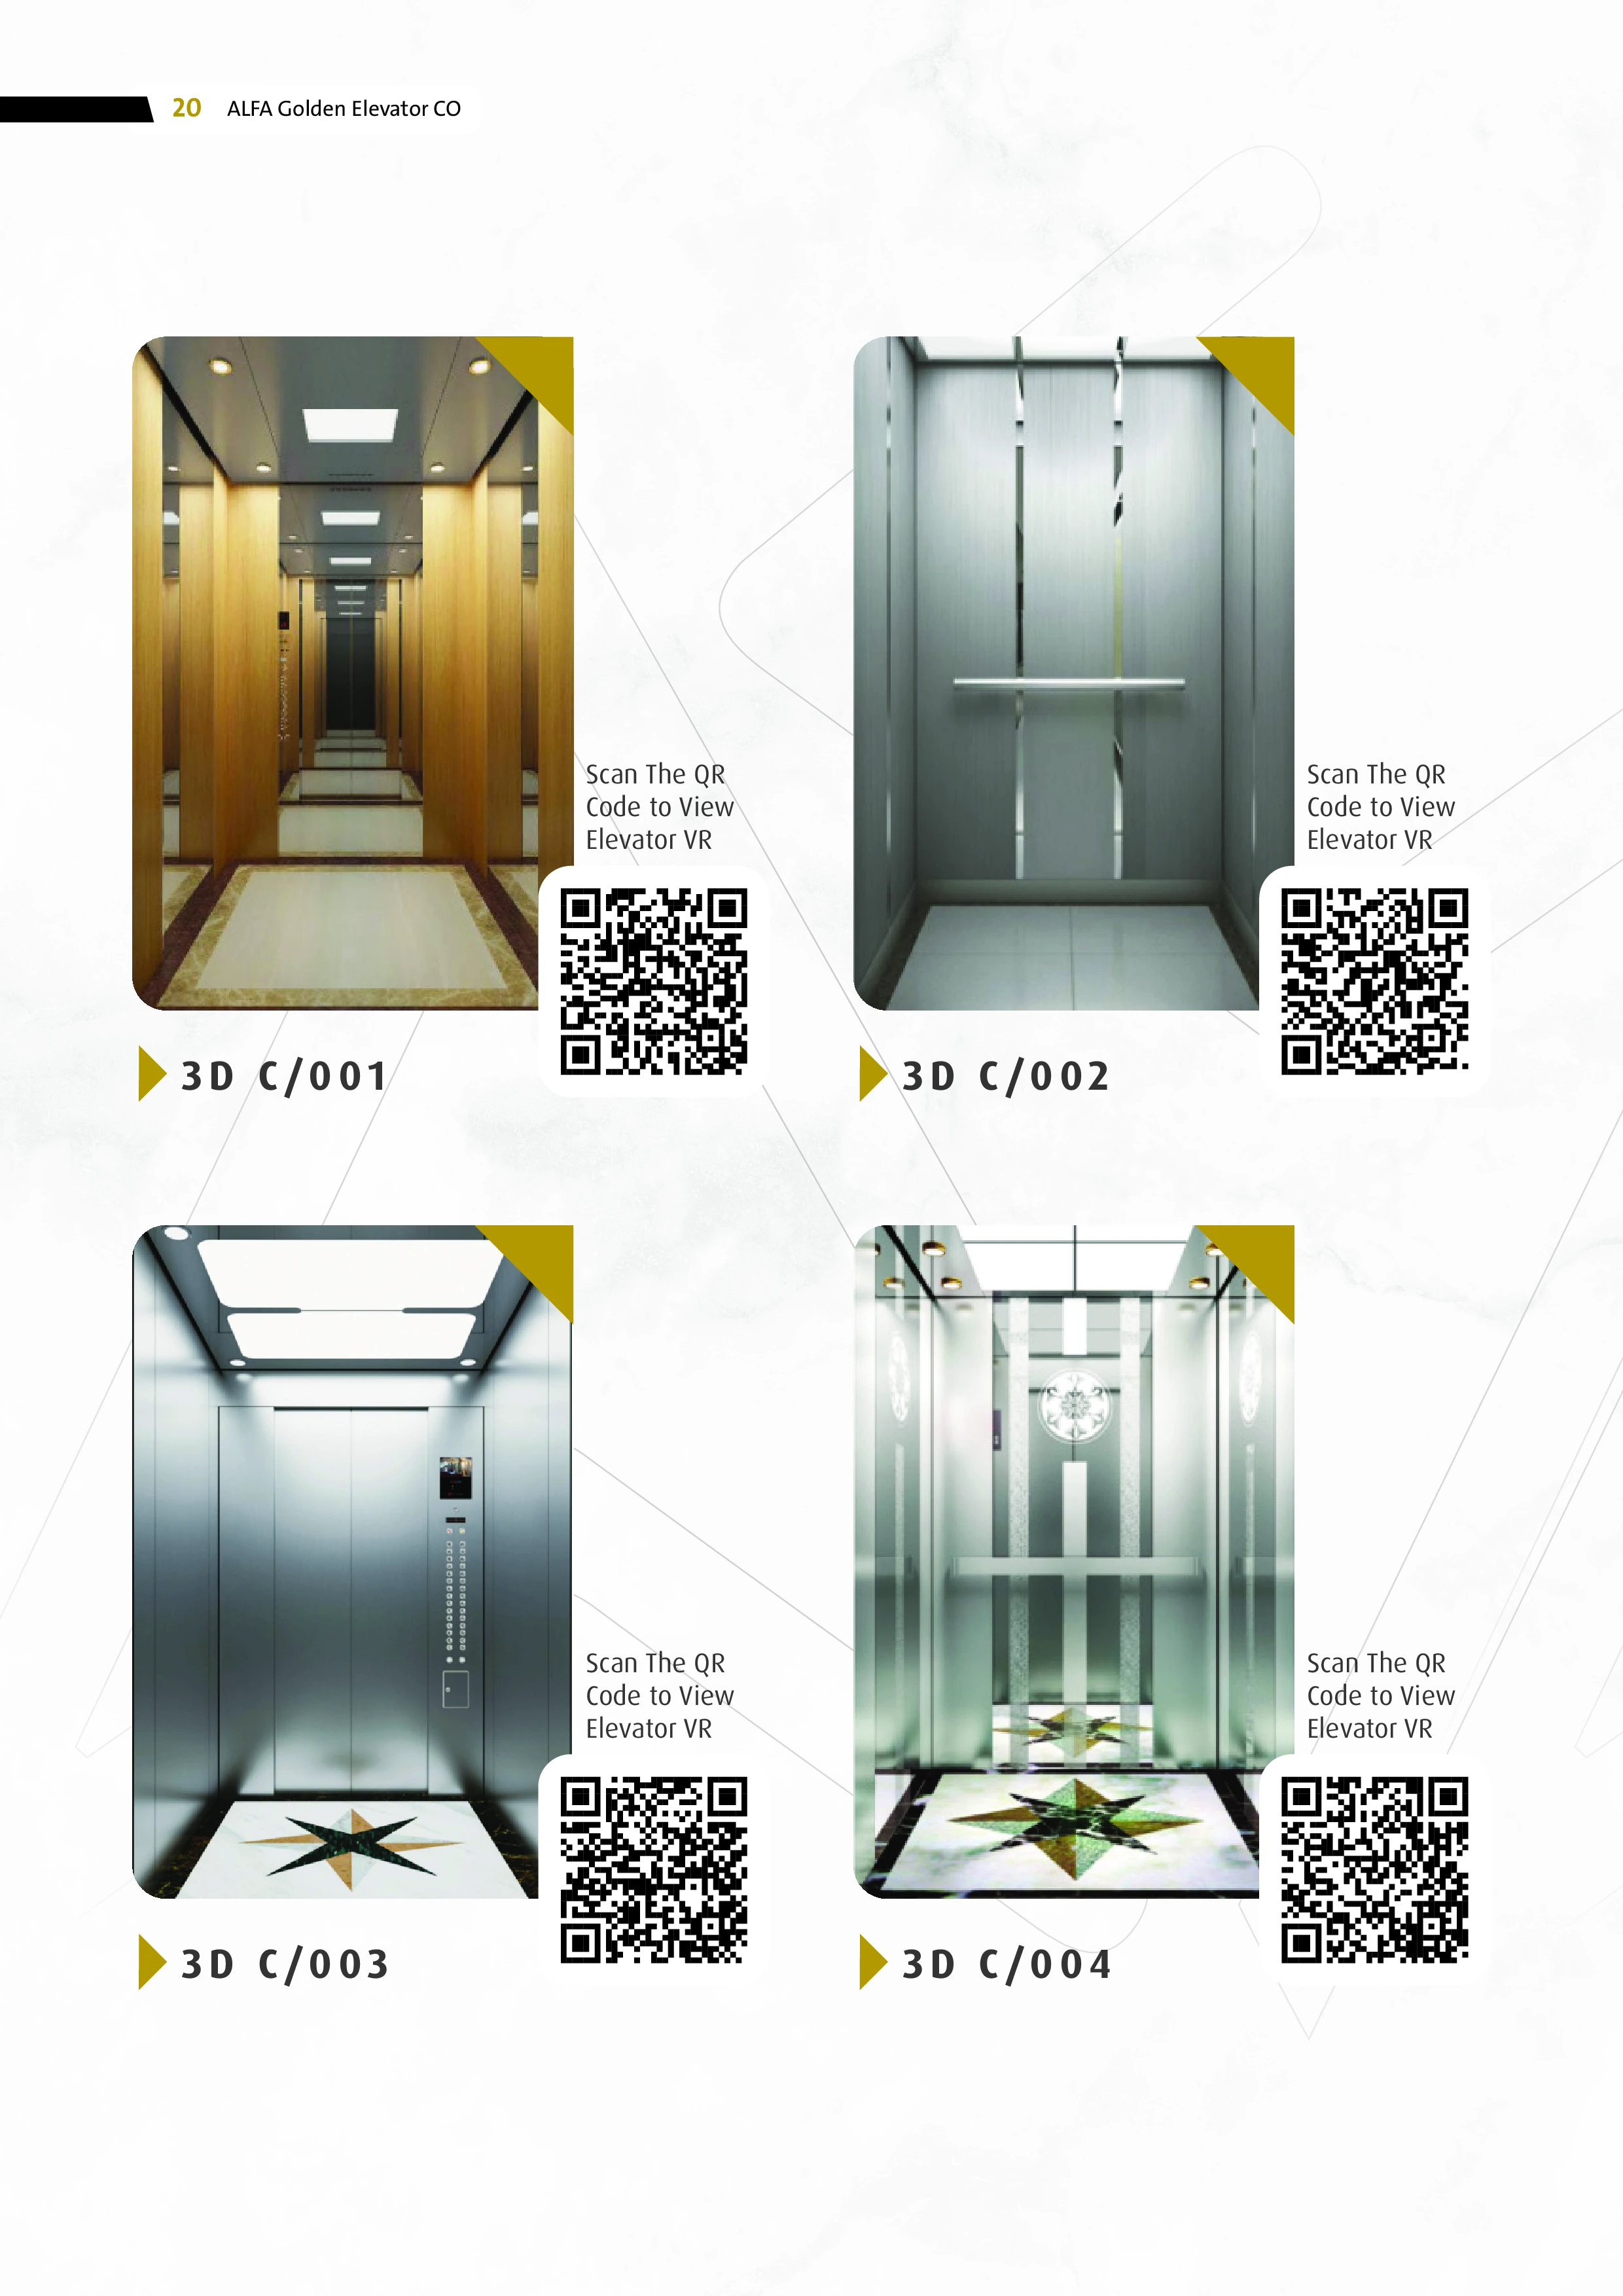 20 ALFA Golden Elevator CO
Scan The QR
Code to View
Elevator VR
3D C/001
Scan The QR
Code to View
Elevator VR
3D C/002
Scan The QR
Code to View
Elevator VR
3D C/003
Scan The QR
Code to View
Elevator VR
3D C/004